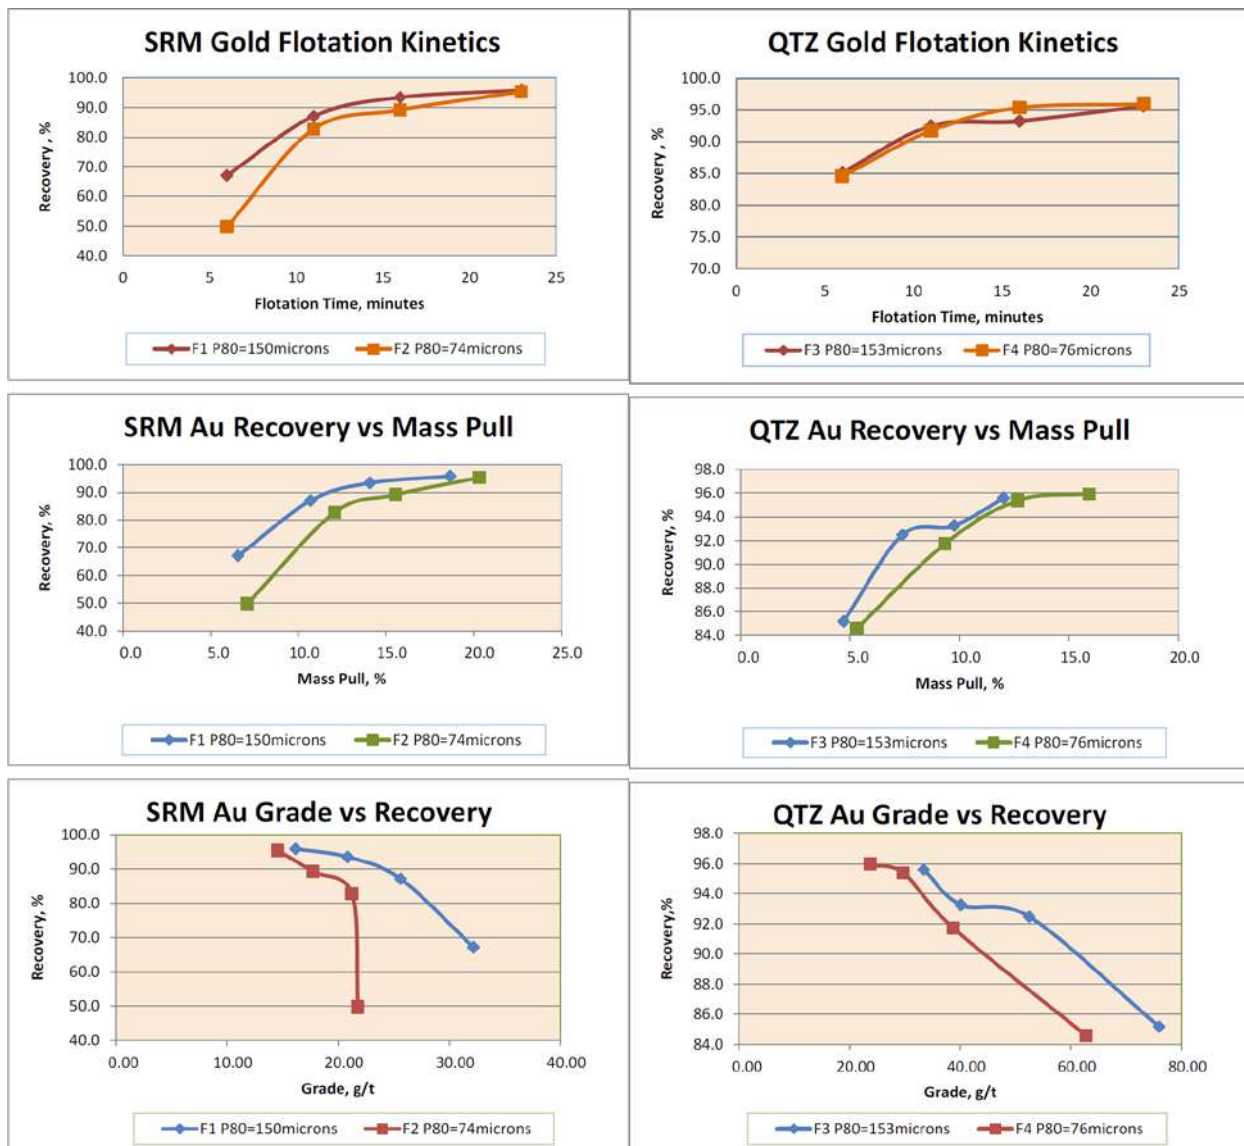 SRM Gold Flotation Kinetics
100.0
90.0
80.0
70.0
60.0
50.0
40.0
Recovery, %
0 5 10 15 20 25
Flotation Time, minutes
F1 P80=150microns F2 P80=74microns
QTZ Gold Flotation Kinetics
100.0
95.0
90.0
85.0
80.0
75.0
70.0
Recovery , %
0 5 10 15 20 25
Flotation Time, minutes
F3 P80=153microns F4 P80=76microns
SRM Au Recovery vs Mass Pull
100.0
90.0
80.0
70.0
60.0
50.0
40.0
Recovery, %
0.0 5.0 10.0 15.0 20.0 25.0
Mass Pull, %
F1 P80=150microns F2 P80=74microns
QTZ Au Recovery vs Mass Pull
98.0
96.0
94.0
92.0
90.0
88.0
86.0
84.0
Recovery, %
0.0 5.0 10.0 15.0 20.0
Mass Pull, %
F3 P80=153microns F4 P80=76microns
SRM Au Grade vs Recovery
100.0
90.0
80.0
70.0
60.0
50.0
40.0
Recovery, %
0.00 10.00 20.00 30.00 40.00
Grade, g/t
F1 P80=150microns F2 P80=74microns
QTZ Au Grade vs Recovery
98.0
96.0
94.0
92.0
90.0
88.0
86.0
84.0
Recovery,%
0.00 20.00 40.00 60.00 80.00
Grade, g/t
F3 P80=153microns F4 P80=76microns